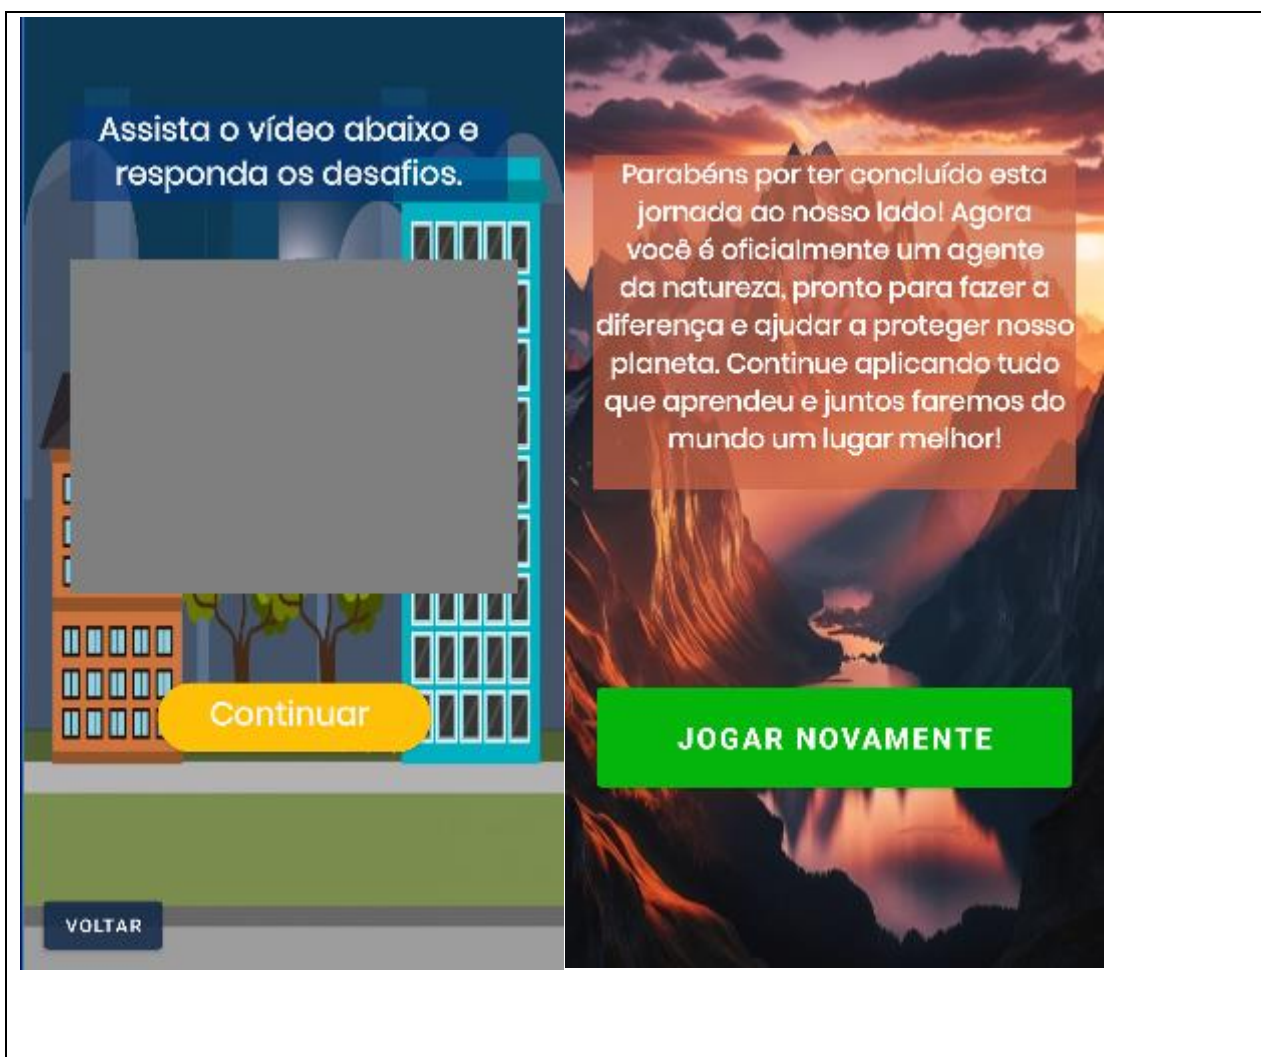 Assista o vídeo abaixo e
responda os desafios.
Continuar
VOLTAR
Parabéns por ter concluído esta
jornada ao nosso lado! Agora
você é oficialmente um agente
da natureza, pronto para fazer a
diferença e ajudar a proteger nosso
planeta. Continue aplicando tudo
que aprendeu e juntos faremos do
mundo um lugar melhor!
JOGAR NOVAMENTE